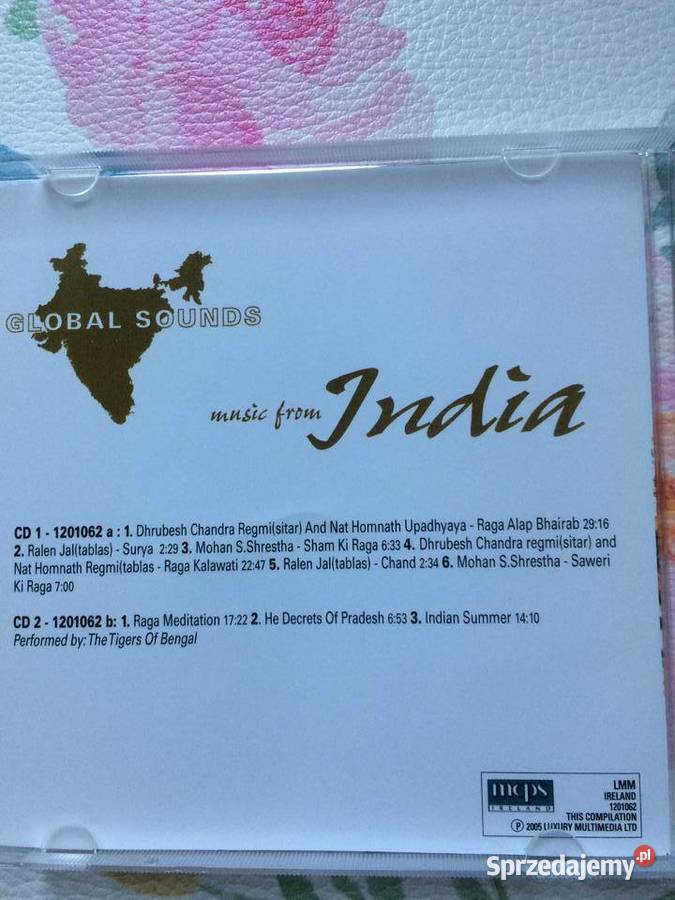 GLOBAL SOUNDS
music from India
CD 1 - 1201062 a : 1. Dhrubesh Chandra Regmi(sitar) And Nat Homnath Upadhyaya - Raga Alap Bhairab 29:16
2. Ralen Jal(tablas) - Surya 2:29 3. Mohan S.Shrestha - Sham Ki Raga 6:33 4. Dhrubesh Chandra regmi(sitar) and
Nat Homnath Regmi(tablas - Raga Kalawati 22:47 5. Ralen Jal(tablas) - Chand 2:34 6. Mohan S.Shrestha - Saweri
Ki Raga 7:00
CD 2 - 1201062 b: 1. Raga Meditation 17:22 2. He Decrets Of Pradesh 6:53 3. Indian Summer 14:10
Performed by: The Tigers Of Bengal
mcps
IRELAND
LMM
IRELAND
1201062
THIS COMPILATION
Ⓟ 2005 LUXURY MULTIMEDIA LTD
Sprzedajemy.pl